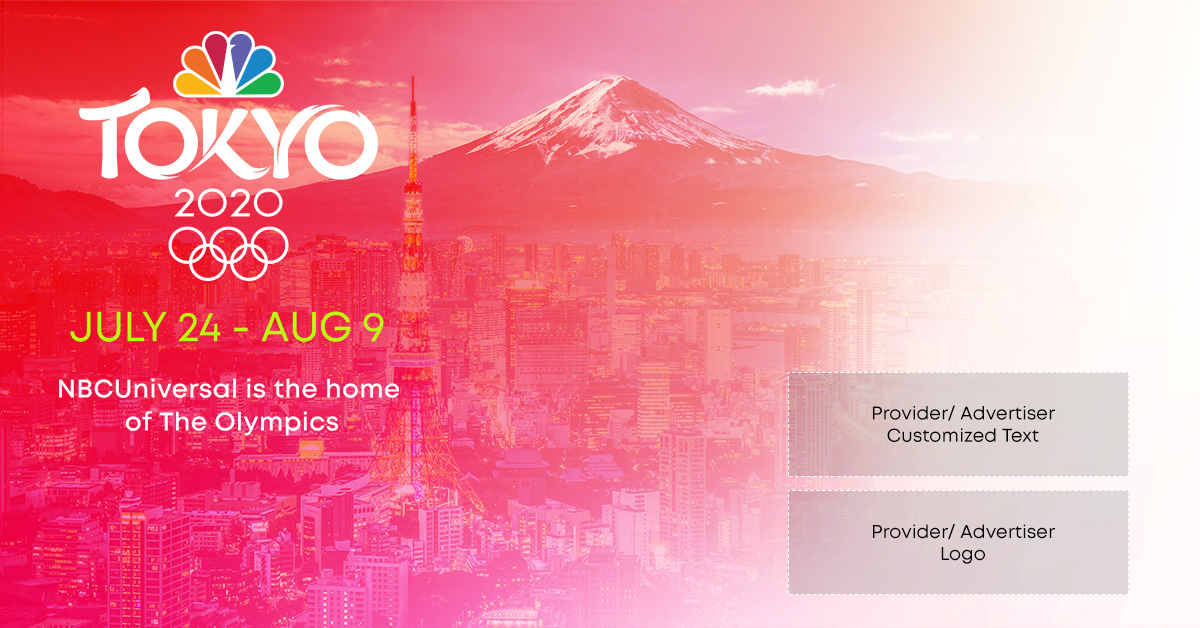 TOKYO
2020
JULY 24 - AUG 9
NBCUniversal is the home
of The Olympics
Provider/ Advertiser
Customized Text
Provider/ Advertiser
Logo